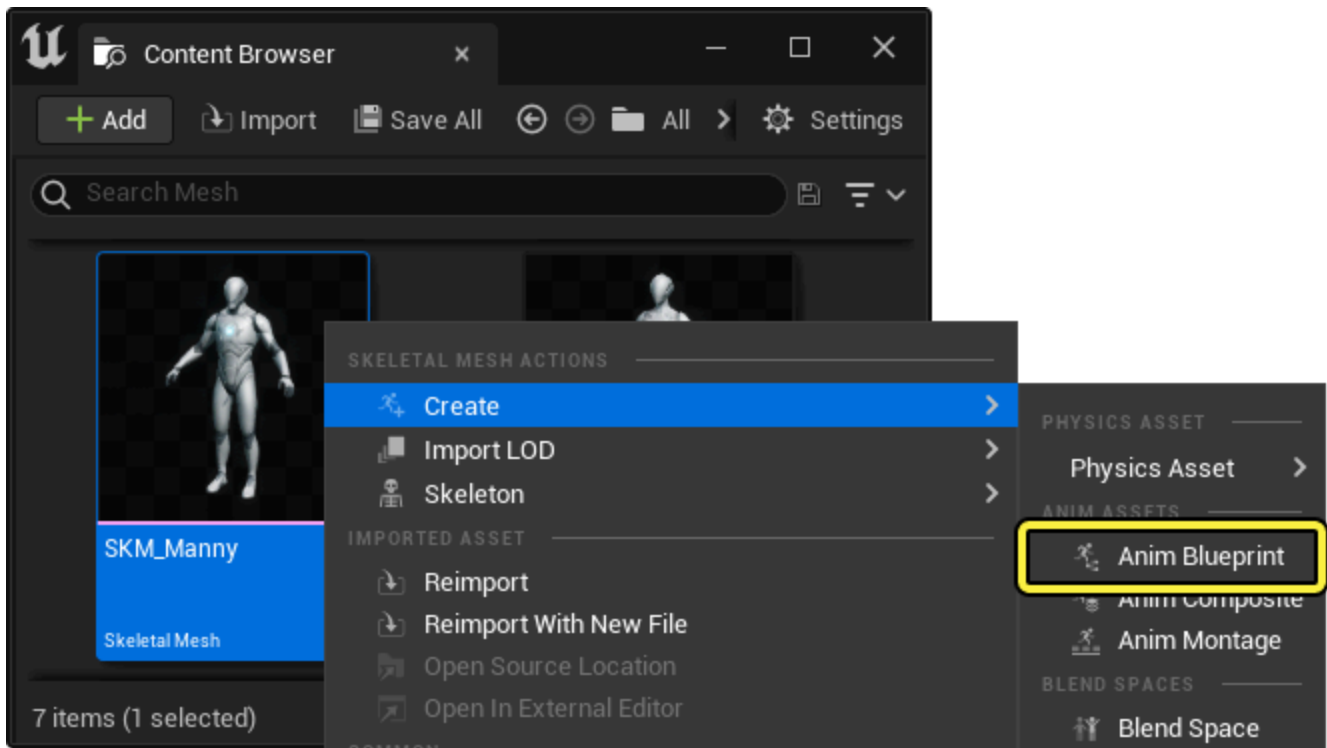 Content Browser
Add
Import
Save All
All
Settings
Search Mesh
SKM_Manny
Skeletal Mesh
7 items (1 selected)
SKELETAL MESH ACTIONS
Create
Import LOD
Skeleton
IMPORTED ASSET
Reimport
Reimport With New File
Open Source Location
Open In External Editor
COMMON
PHYSICS ASSET
Physics Asset
ANIM ASSETS
Anim Blueprint
Anim Composite
Anim Montage
BLEND SPACES
Blend Space